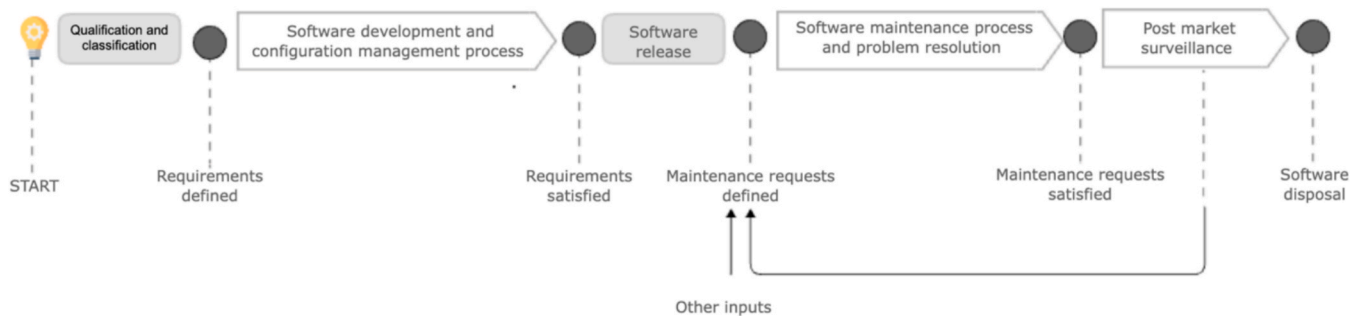 Qualification and
classification
Software development and
configuration management process
Software
release
Software maintenance process
and problem resolution
Post market
surveillance
START
Requirements
defined
Requirements
satisfied
Maintenance requests
defined
Maintenance requests
satisfied
Software
disposal
Other inputs